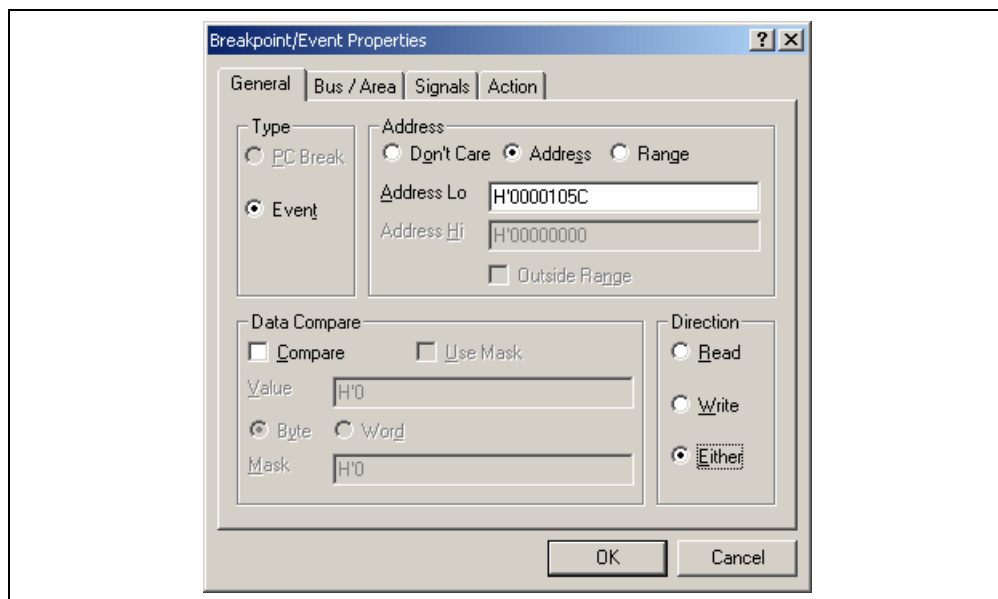 Breakpoint/Event Properties
General Bus / Area Signals Action
Type
PC Break
Event
Address
Don't Care Address Range
Address Lo H'0000105C
Address Hi H'00000000
Outside Range
Data Compare
Compare Use Mask
Value H'0
Byte Word
Mask H'0
Direction
Read
Write
Either
OK Cancel